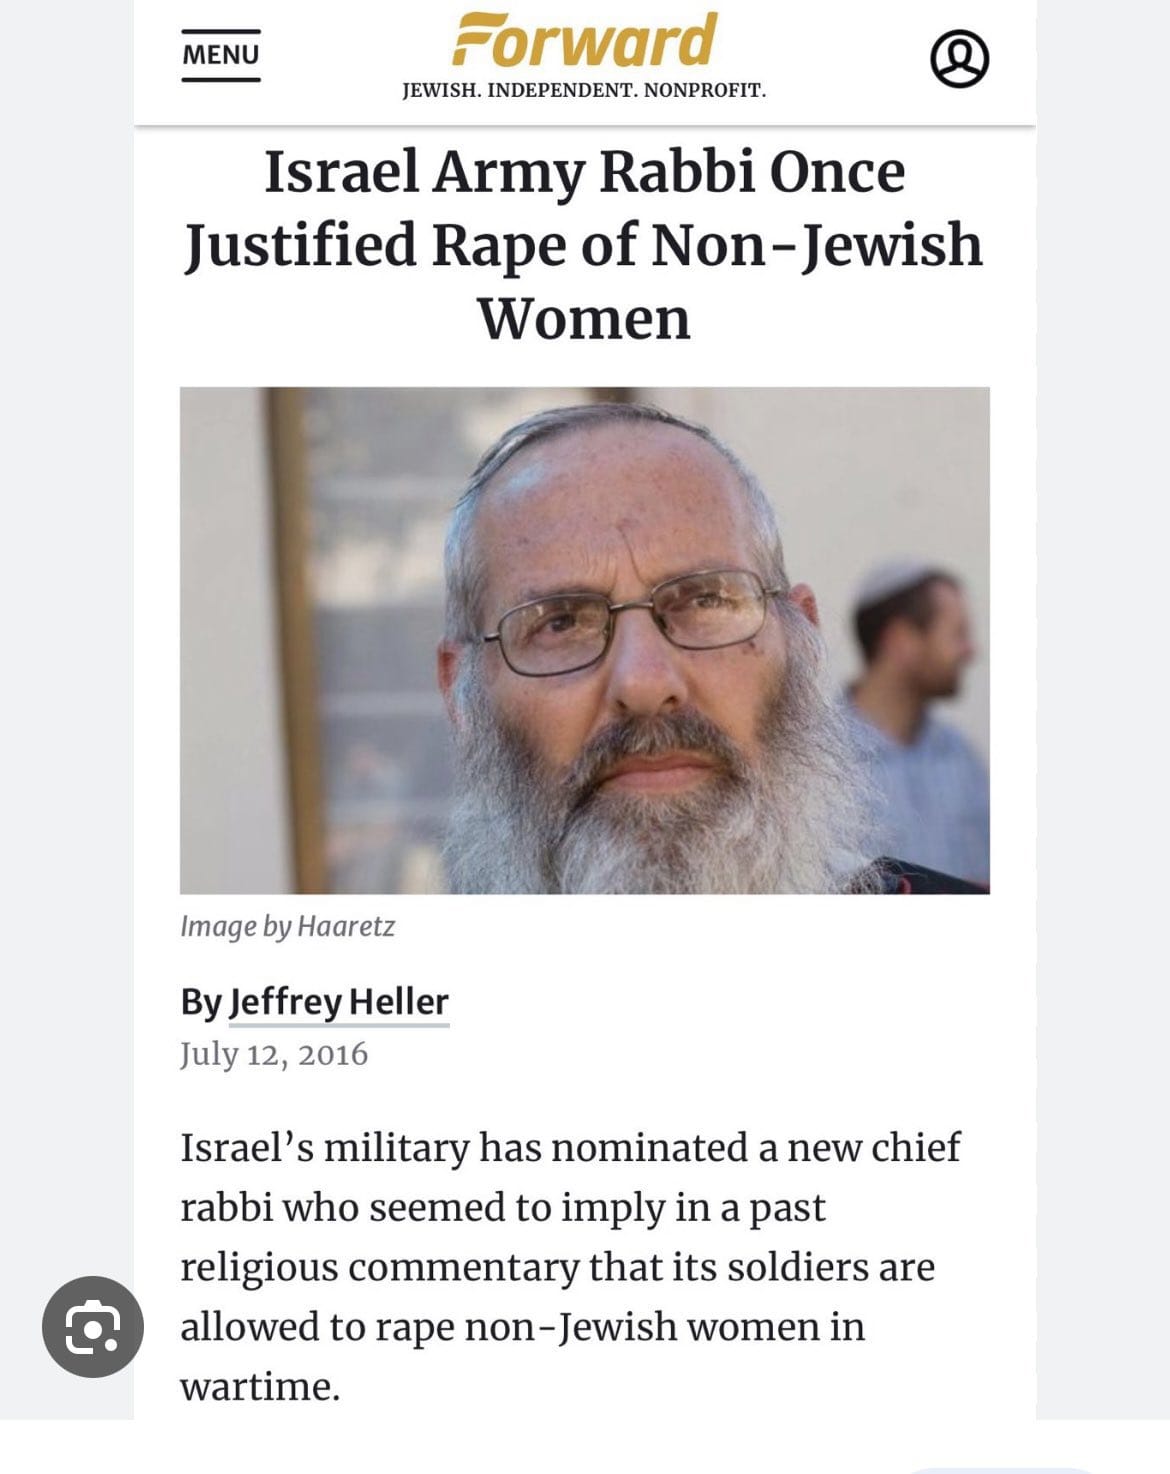 MENU
Forward
JEWISH. INDEPENDENT. NONPROFIT.
Israel Army Rabbi Once
Justified Rape of Non-Jewish
Women
Image by Haaretz
By Jeffrey Heller
July 12, 2016
Israel’s military has nominated a new chief
rabbi who seemed to imply in a past
religious commentary that its soldiers are
allowed to rape non-Jewish women in
wartime.